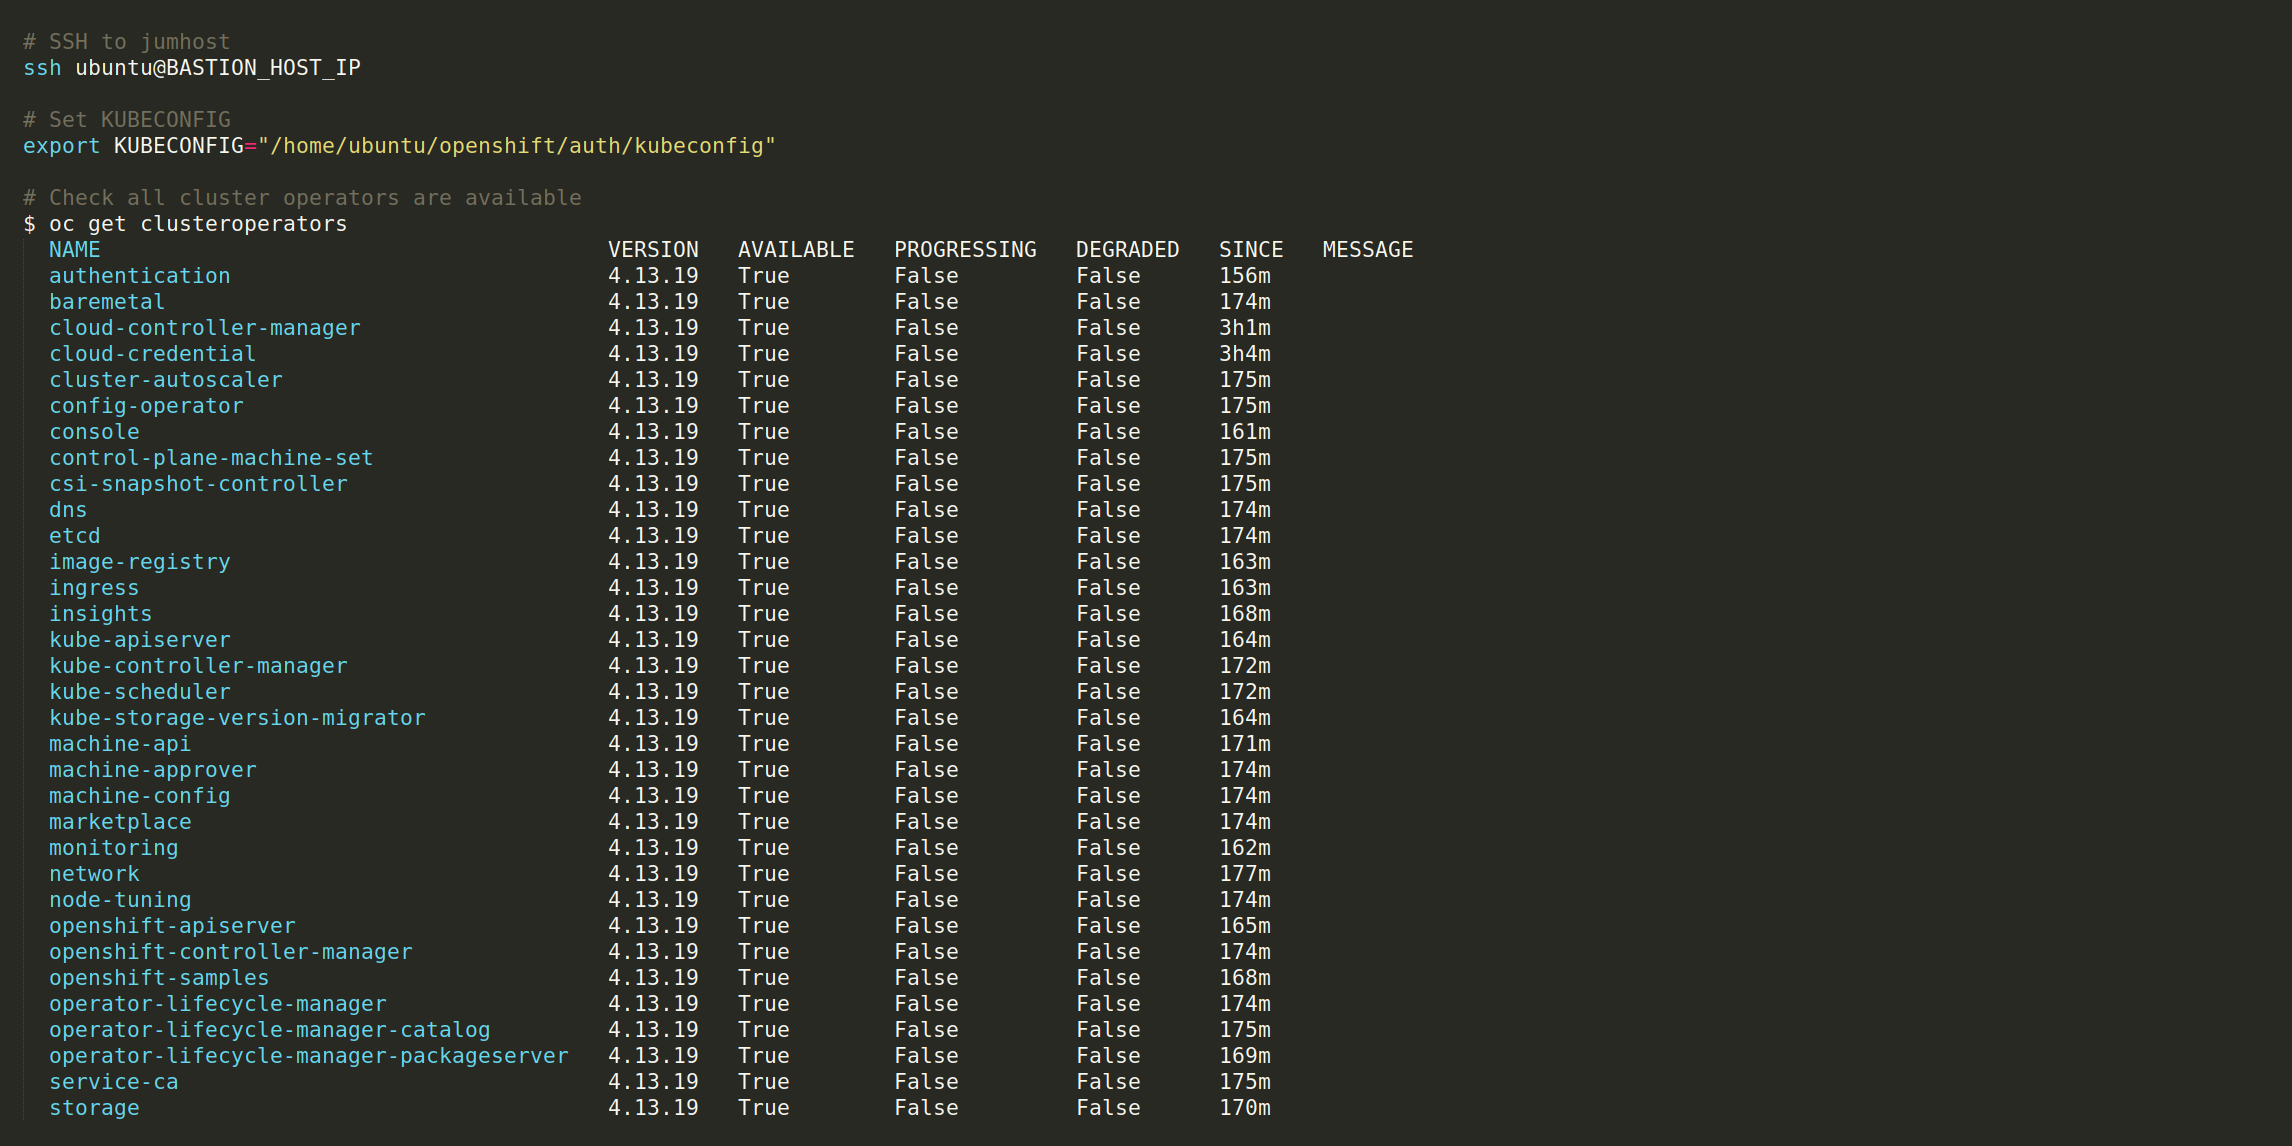 # SSH to jumhost
ssh ubuntu@BASTION_HOST_IP
# Set KUBECONFIG
export KUBECONFIG="/home/ubuntu/openshift/auth/kubeconfig"
# Check all cluster operators are available
$ oc get clusteroperators
NAME VERSION AVAILABLE PROGRESSING DEGRADED SINCE MESSAGE
authentication 4.13.19 True False False 156m
baremetal 4.13.19 True False False 174m
cloud-controller-manager 4.13.19 True False False 3h1m
cloud-credential 4.13.19 True False False 3h4m
cluster-autoscaler 4.13.19 True False False 175m
config-operator 4.13.19 True False False 175m
console 4.13.19 True False False 161m
control-plane-machine-set 4.13.19 True False False 175m
csi-snapshot-controller 4.13.19 True False False 175m
dns 4.13.19 True False False 174m
etcd 4.13.19 True False False 174m
image-registry 4.13.19 True False False 163m
ingress 4.13.19 True False False 163m
insights 4.13.19 True False False 168m
kube-apiserver 4.13.19 True False False 164m
kube-controller-manager 4.13.19 True False False 172m
kube-scheduler 4.13.19 True False False 172m
kube-storage-version-migrator 4.13.19 True False False 164m
machine-api 4.13.19 True False False 171m
machine-approver 4.13.19 True False False 174m
machine-config 4.13.19 True False False 174m
marketplace 4.13.19 True False False 174m
monitoring 4.13.19 True False False 162m
network 4.13.19 True False False 177m
node-tuning 4.13.19 True False False 174m
openshift-apiserver 4.13.19 True False False 165m
openshift-controller-manager 4.13.19 True False False 174m
openshift-samples 4.13.19 True False False 168m
operator-lifecycle-manager 4.13.19 True False False 174m
operator-lifecycle-manager-catalog 4.13.19 True False False 175m
operator-lifecycle-manager-packageserver 4.13.19 True False False 169m
service-ca 4.13.19 True False False 175m
storage 4.13.19 True False False 170m